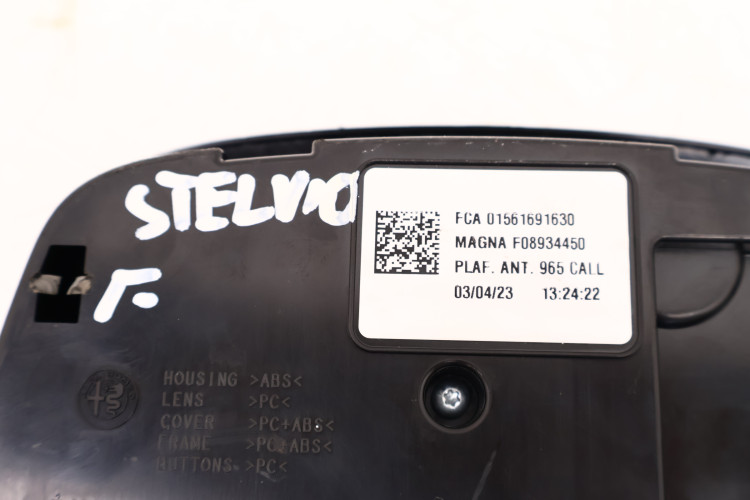 STELVIO
F.
FCA 01561691630
MAGNA F08934450
PLAF. ANT. 965 CALL
03/04/23 13:24:22
HOUSING >ABS<
LENS >PC<
COVER >PC+ABS<
FRAME >PC+ABS<
BUTTONS >PC<